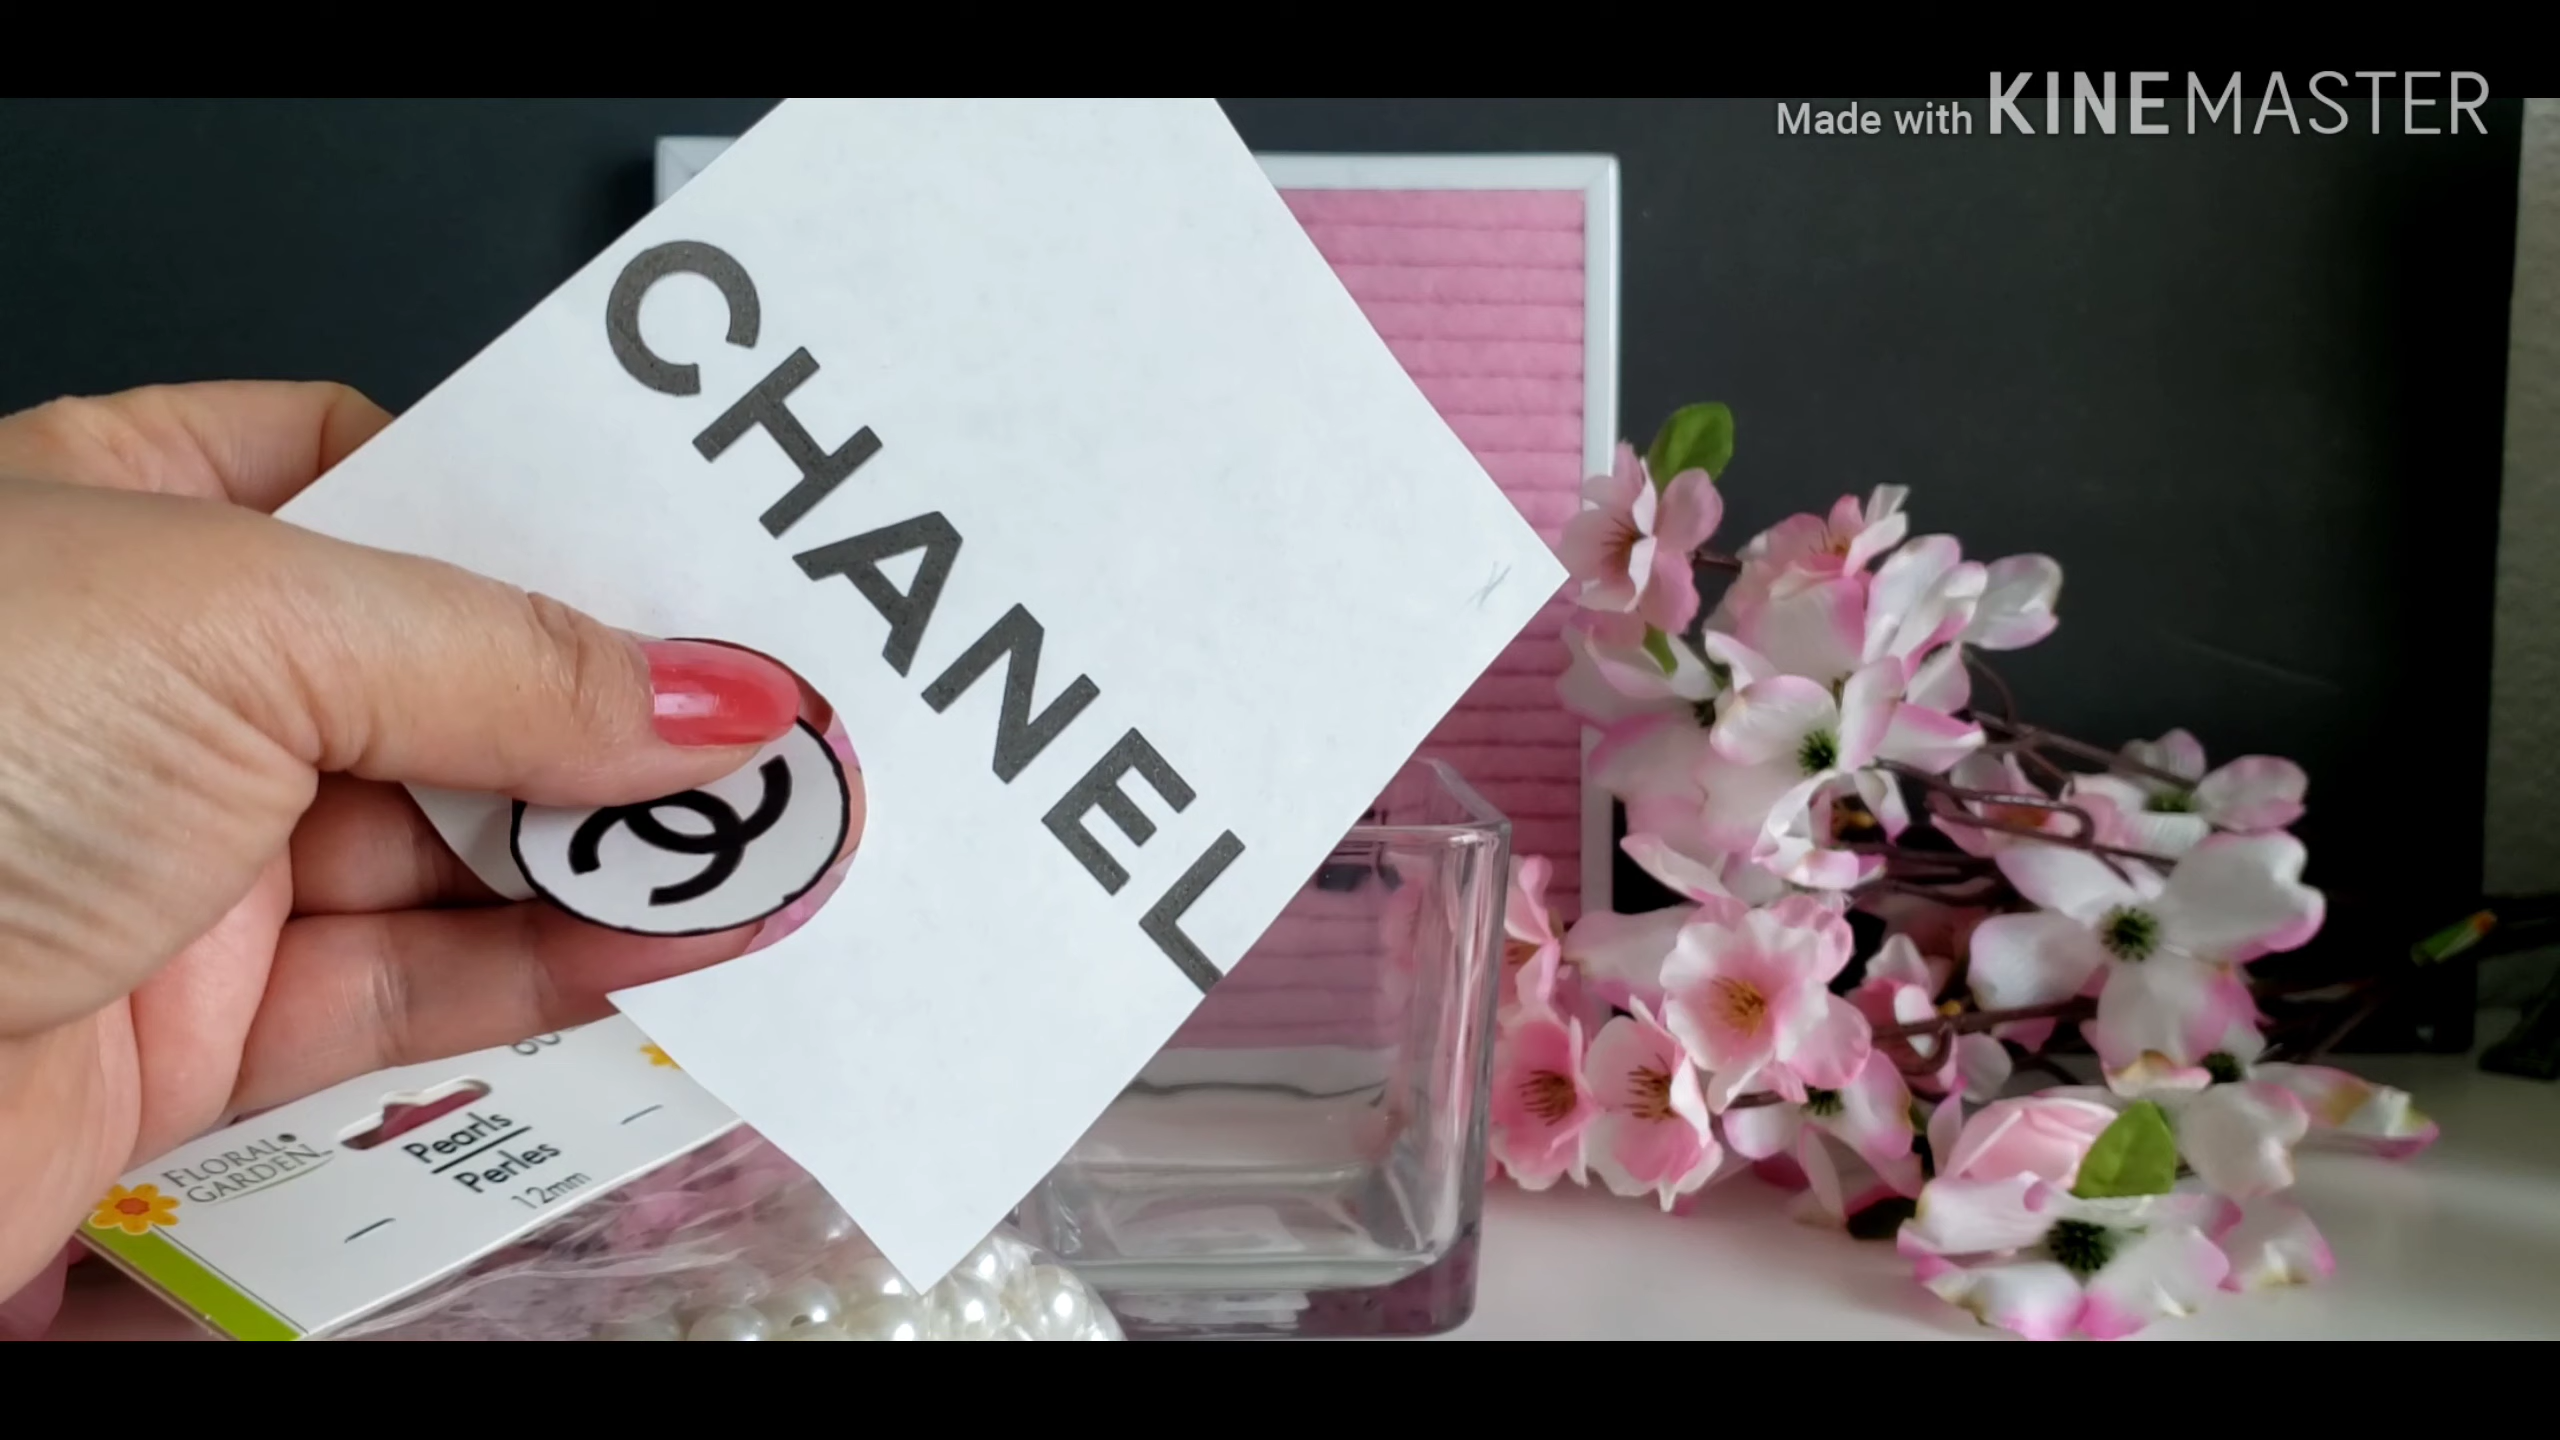 Made with KINEMASTER
CHANEL
FLORAL
GARDEN
Pearls
Perles
12mm